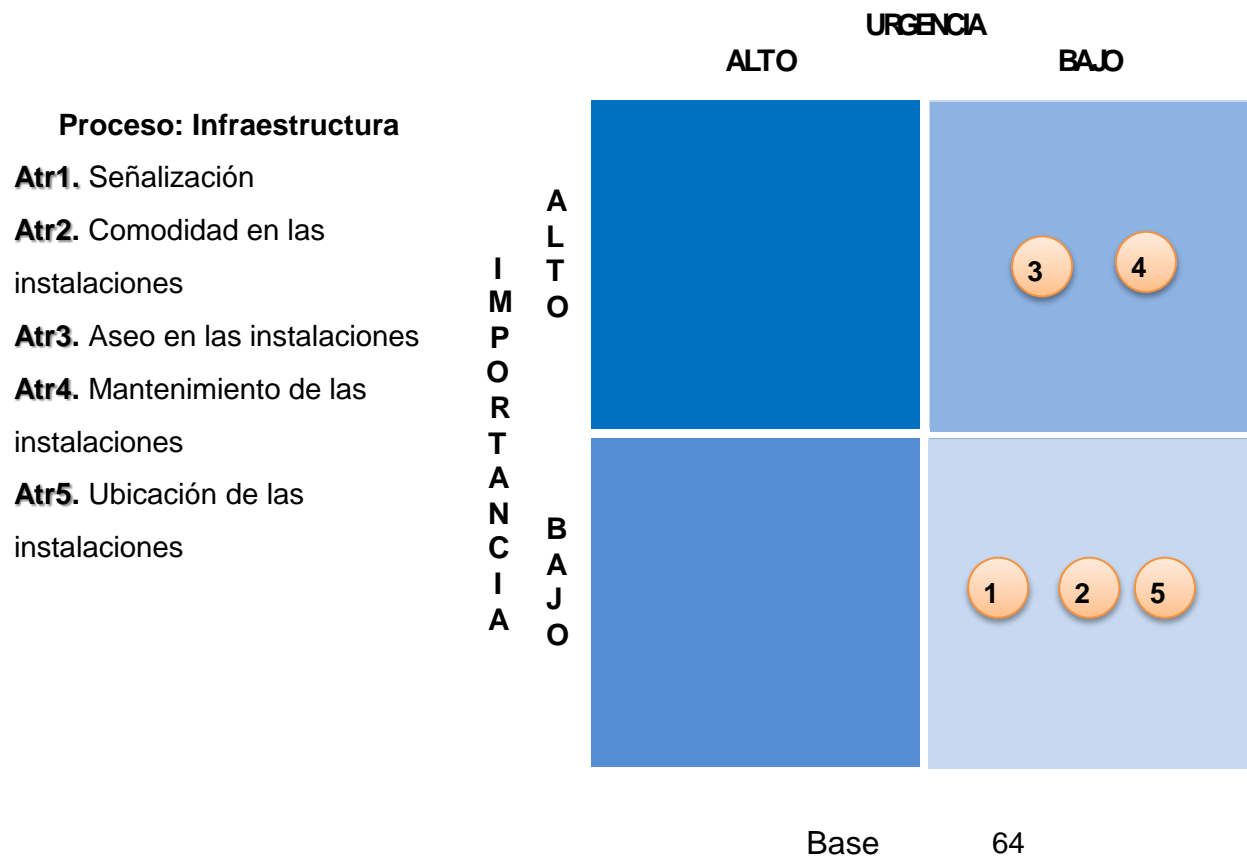 URGENCIA
ALTO BAJO
Proceso: Infraestructura
Atr1. Señalización
Atr2. Comodidad en las
instalaciones
Atr3. Aseo en las instalaciones
Atr4. Mantenimiento de las
instalaciones
Atr5. Ubicación de las
instalaciones
IMPORTANCIA
ALTO
BAJO
3 4
1 2 5
Base 64